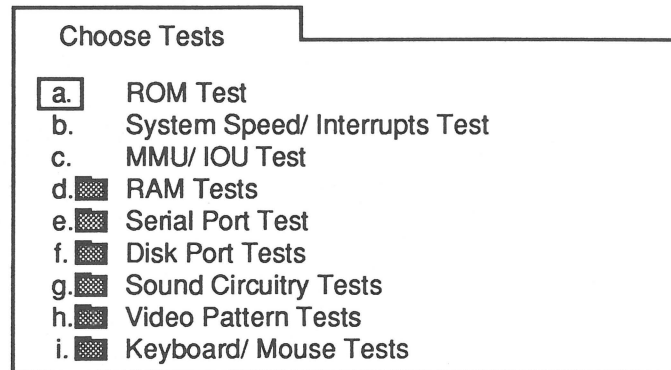 Choose Tests
a. ROM Test
b. System Speed/ Interrupts Test
c. MMU/ IOU Test
d. RAM Tests
e. Serial Port Test
f. Disk Port Tests
g. Sound Circuitry Tests
h. Video Pattern Tests
i. Keyboard/ Mouse Tests